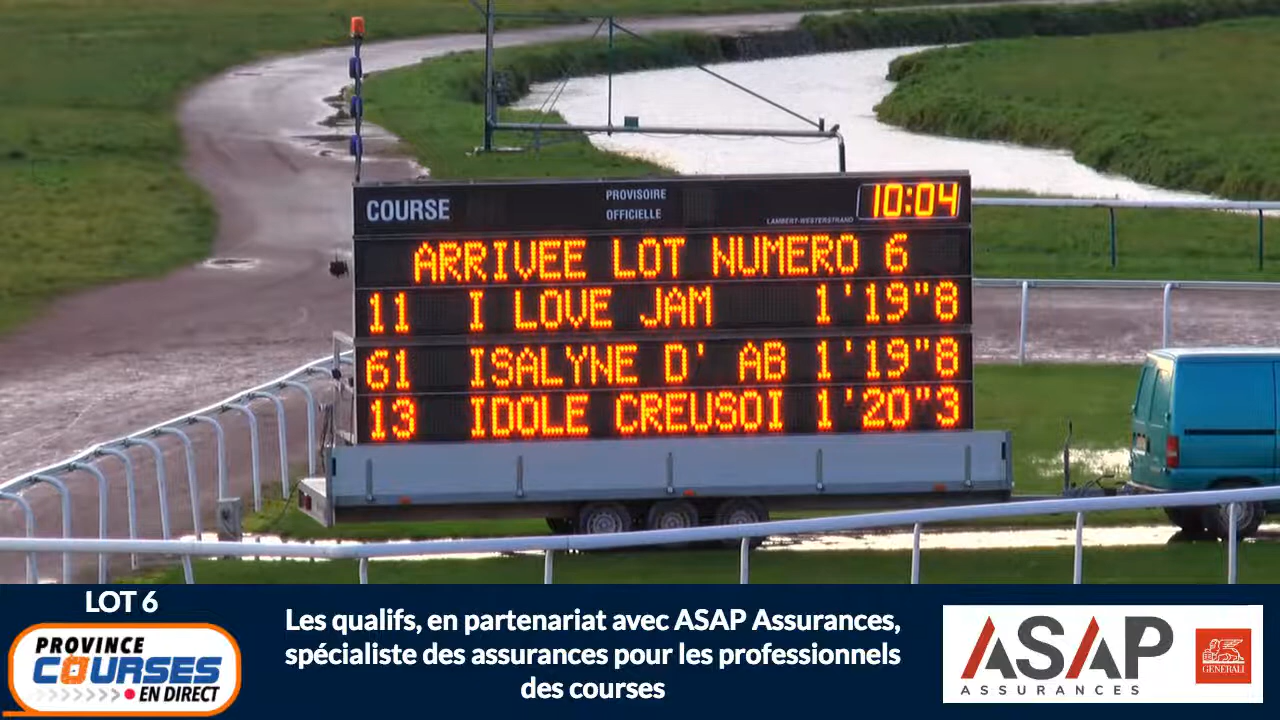 COURSE
PROVISOIRE
OFFICIELLE
LAMBERT-WESTERSTRAND
10:04
ARRIVEE LOT NUMERO 6
11 I LOVE JAM 1'19"8
61 ISALYNE D' AB 1'19"8
13 IDOLE CREUSOI 1'20"3
LOT 6
PROVINCE
COURSES
EN DIRECT
Les qualifs, en partenariat avec ASAP Assurances,
spécialiste des assurances pour les professionnels
des courses
ASAP
ASSURANCES
GENERALI